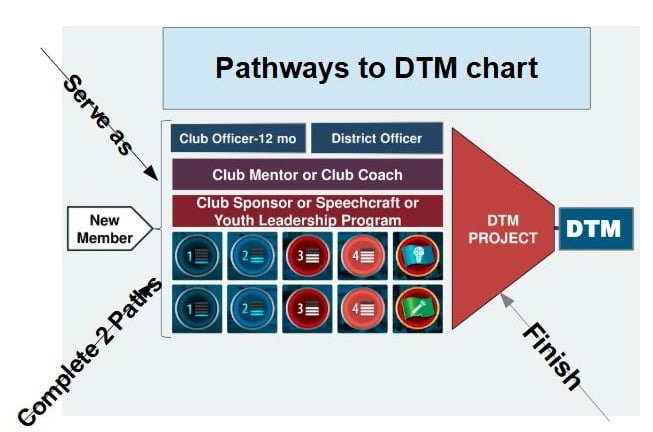 Pathways to DTM chart
Serve as
Club Officer-12 mo
District Officer
Club Mentor or Club Coach
Club Sponsor or Speechcraft or
Youth Leadership Program
New
Member
DTM
PROJECT
DTM
1
2
3
4
1
2
3
4
Complete 2 Paths
Finish